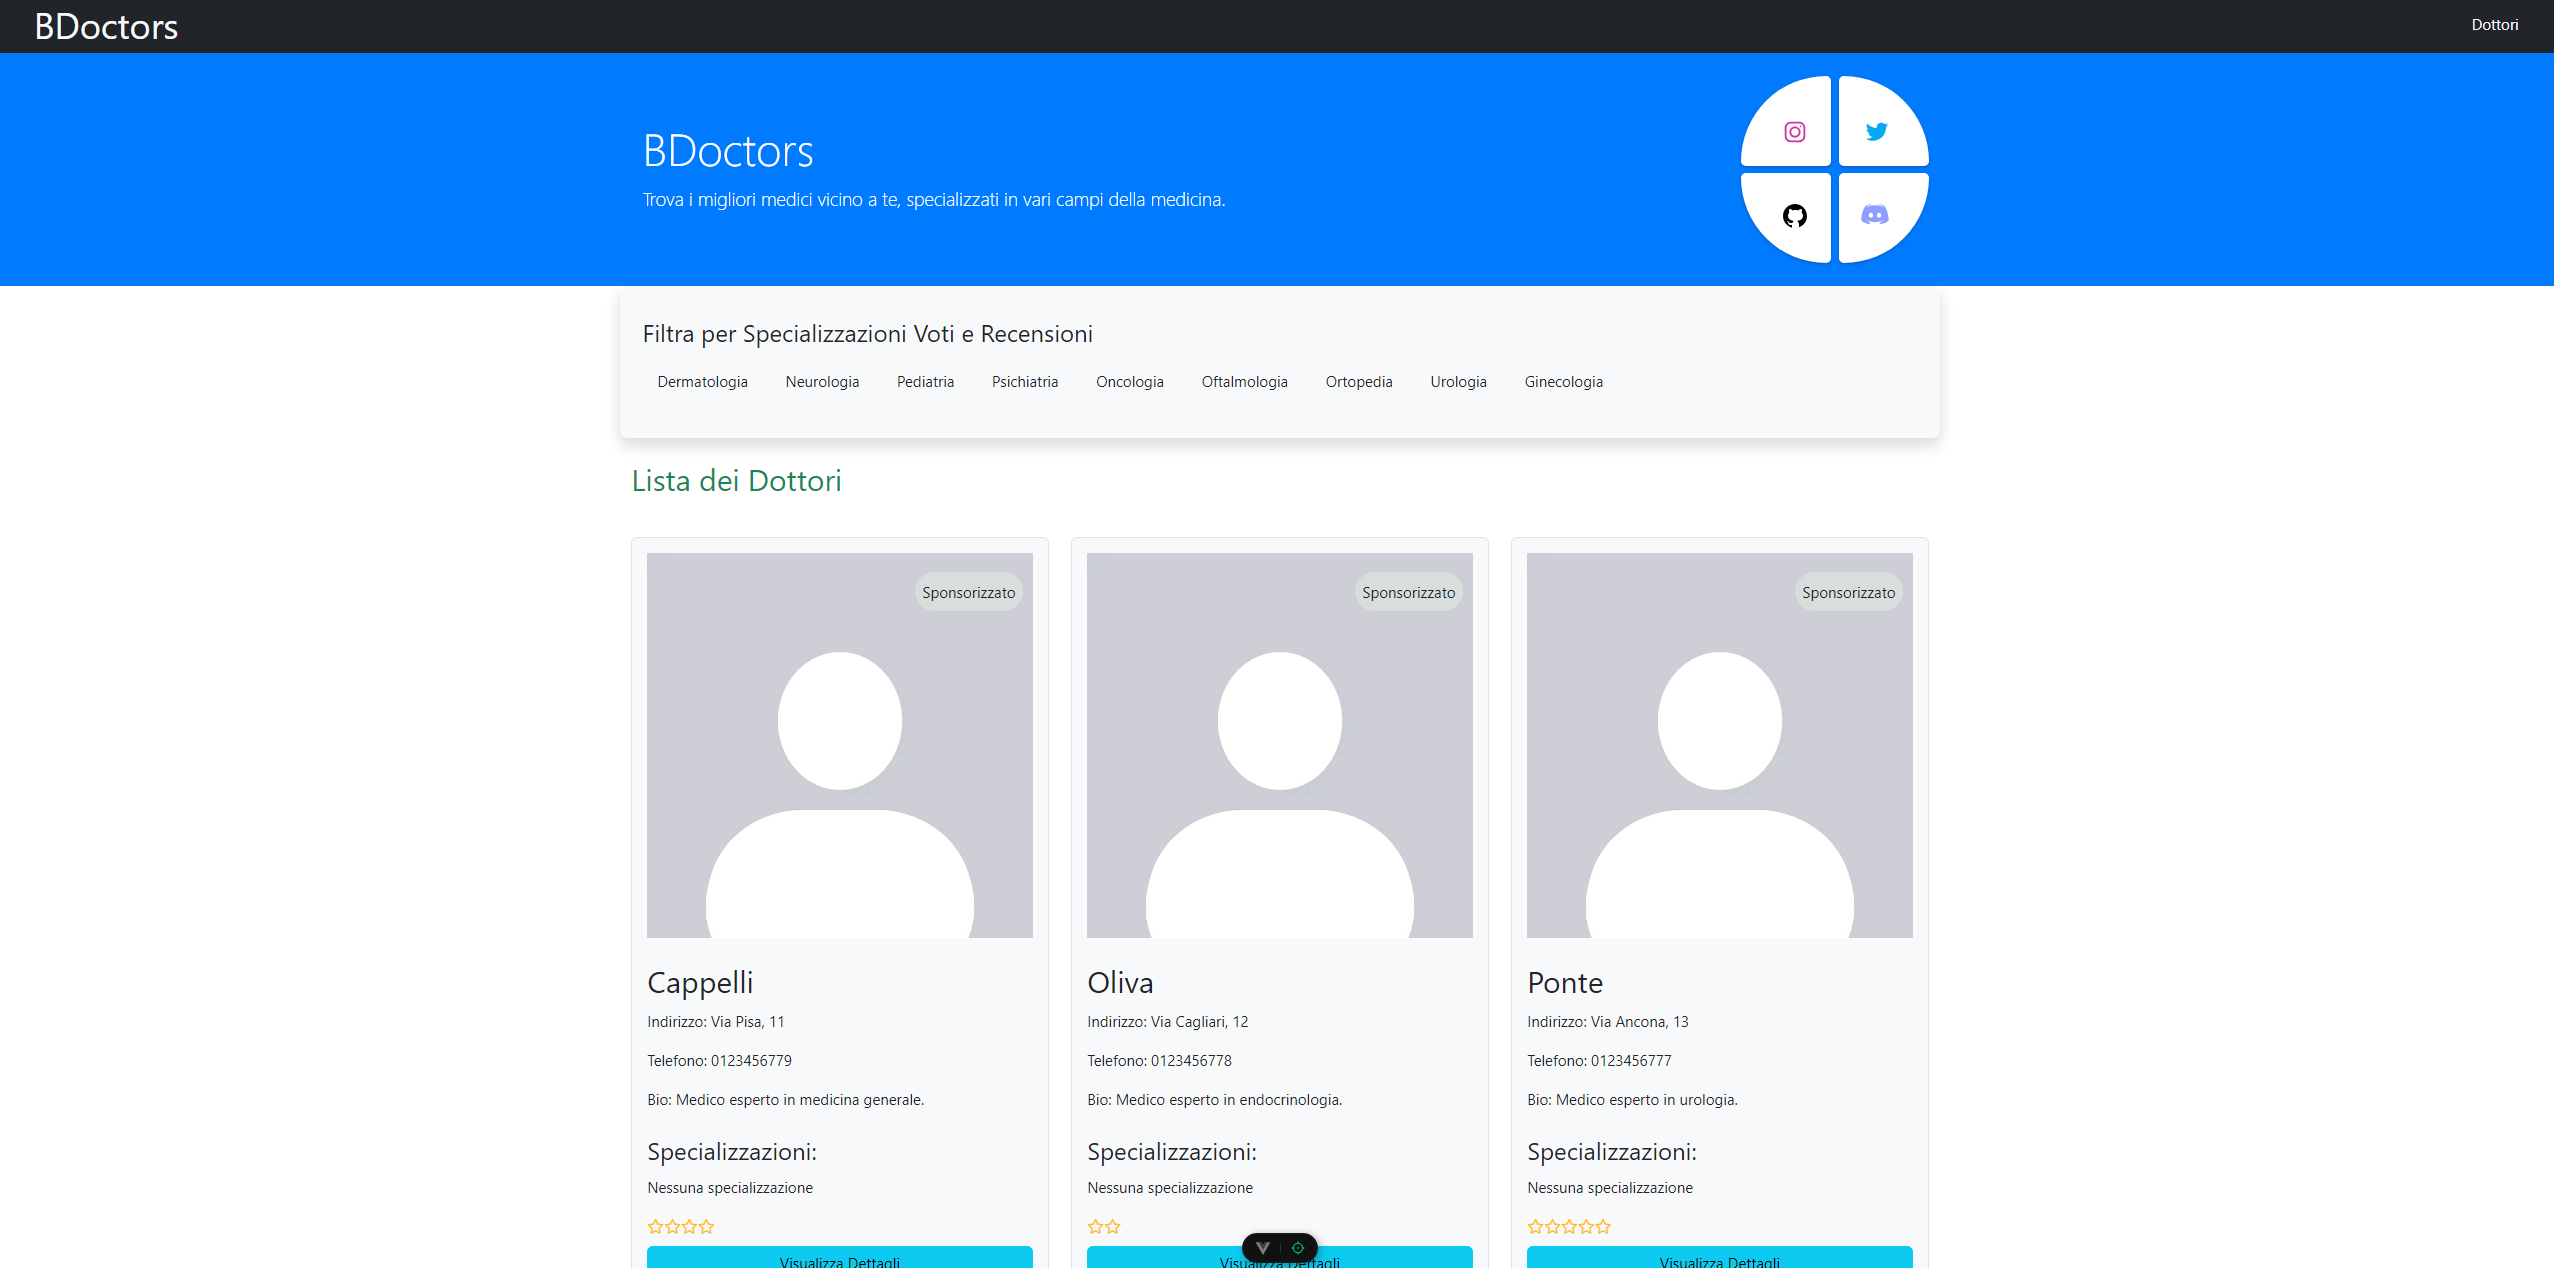 BDoctors
Dottori
BDoctors
Trova i migliori medici vicino a te, specializzati in vari campi della medicina.
Filtra per Specializzazioni Voti e Recensioni
Dermatologia Neurologia Pediatria Psichiatria Oncologia Oftalmologia Ortopedia Urologia Ginecologia
Lista dei Dottori
Sponsorizzato
Cappelli
Indirizzo: Via Pisa, 11
Telefono: 0123456779
Bio: Medico esperto in medicina generale.
Specializzazioni:
Nessuna specializzazione
Visualizza Dettagli
Sponsorizzato
Oliva
Indirizzo: Via Cagliari, 12
Telefono: 0123456778
Bio: Medico esperto in endocrinologia.
Specializzazioni:
Nessuna specializzazione
Visualizza Dettagli
Sponsorizzato
Ponte
Indirizzo: Via Ancona, 13
Telefono: 0123456777
Bio: Medico esperto in urologia.
Specializzazioni:
Nessuna specializzazione
Visualizza Dettagli